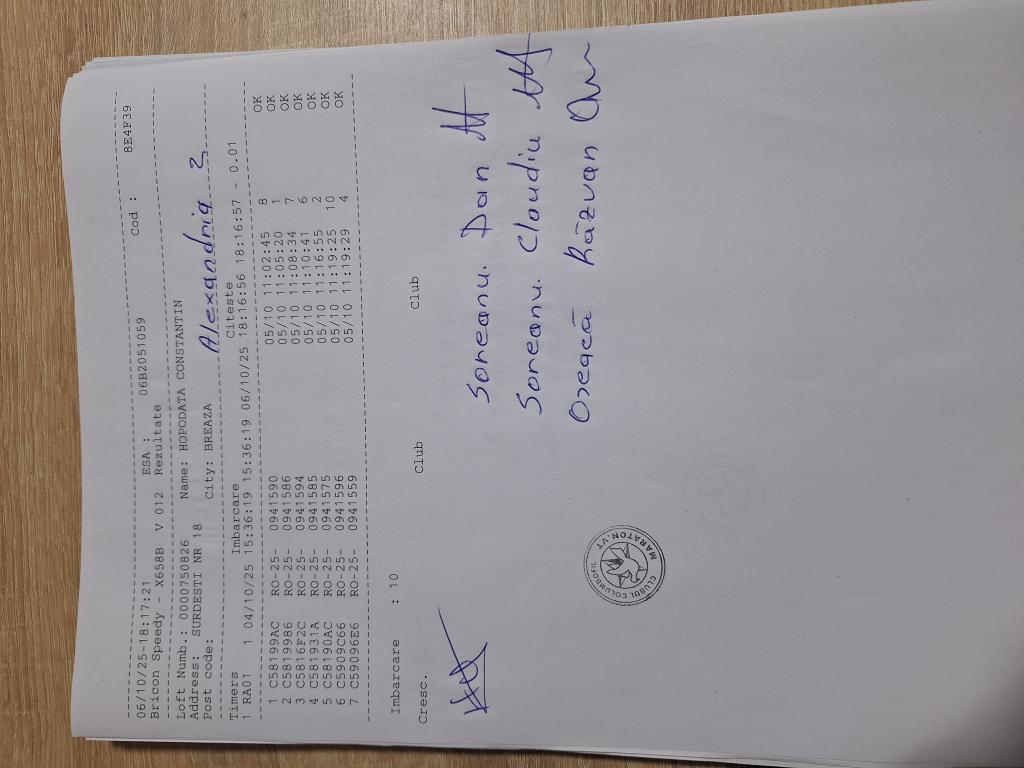 06/10/25-18:17:21 ESA : 06B2051059 Cod : 8E4F39
Bricon Speedy - X658B V 012 Rezultate
Loft Numb.: 0000750826 Name: HOPODATA CONSTANTIN
Address: SURDESTI NR 18
Post code: City: BREAZA Alexandria 2
Timers Imbarcare Citeste
1 RA01 1 04/10/25 15:36:19 15:36:19 06/10/25 18:16:56 18:16:57 - 0.01
OK
1 C58199AC RO-25- 0941590 05/10 11:02:45 8 OK
2 C5819986 RO-25- 0941586 05/10 11:05:20 1 OK
3 C5816F2C RO-25- 0941594 05/10 11:08:34 7 OK
4 C581931A RO-25- 0941585 05/10 11:10:41 6 OK
5 C58190AC RO-25- 0941575 05/10 11:16:55 2 OK
6 C5909C66 RO-25- 0941596 05/10 11:19:25 10 OK
7 C59096E6 RO-25- 0941559 05/10 11:19:29 4
Imbarcare : 10
Cresc. Club Club
Soreanu. Dan
Soreanu. Claudiu
Oseacă Răzvan
CLUBUL COLUMBOFIL
MARATON VT